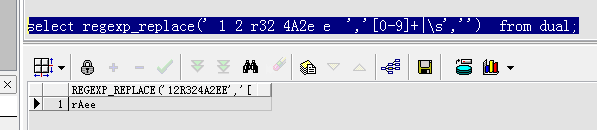 select regexp_replace(' 1 2 r32 4A2e e  ','[0-9]+|\s','')  from dual;
REGEXP_REPLACE('12R324A2EE','[
1 rAee